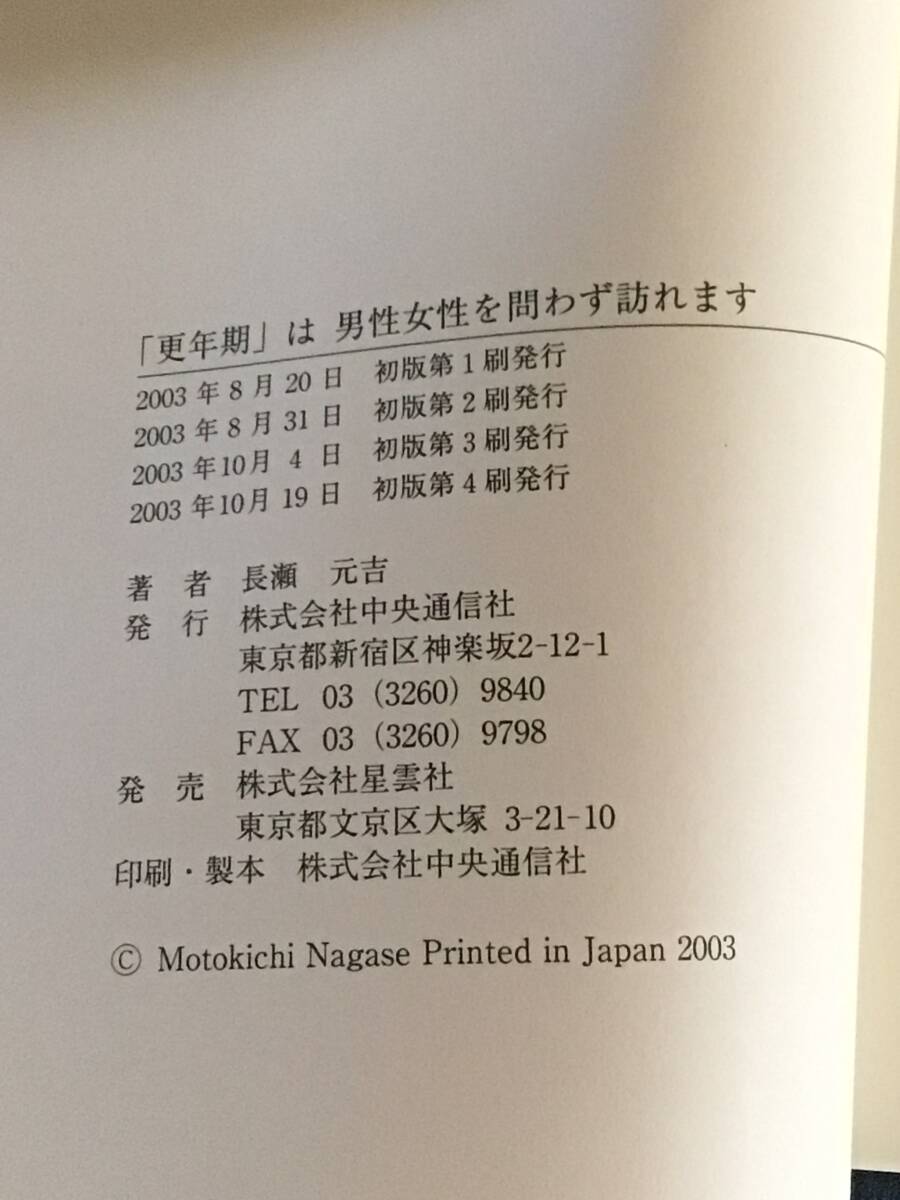 「更年期」は 男性女性を問わず訪れます
2003年 8月 20日 初版第1刷発行
2003年 8月 31日 初版第2刷発行
2003年10月 4日 初版第3刷発行
2003年10月 19日 初版第4刷発行
著 者 長瀬 元吉
発 行 株式会社中央通信社
東京都新宿区神楽坂2-12-1
TEL 03(3260)9840
FAX 03(3260)9798
発 売 株式会社星雲社
東京都文京区大塚 3-21-10
印刷・製本 株式会社中央通信社
© Motokichi Nagase Printed in Japan 2003